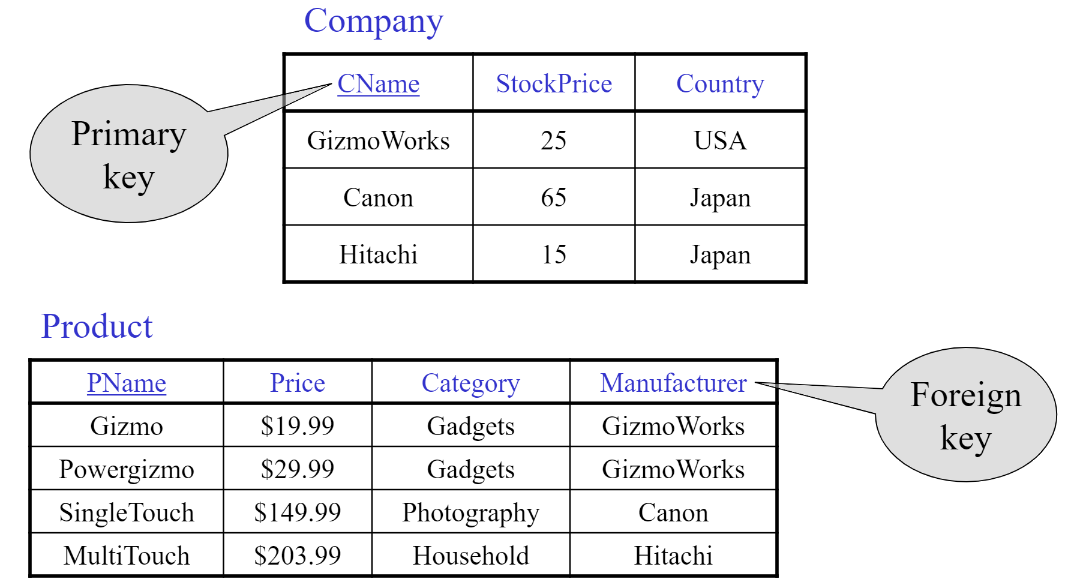 Company
CName StockPrice Country
Primary
key
GizmoWorks 25 USA
Canon 65 Japan
Hitachi 15 Japan
Product
PName Price Category Manufacturer
Foreign
key
Gizmo $19.99 Gadgets GizmoWorks
Powergizmo $29.99 Gadgets GizmoWorks
SingleTouch $149.99 Photography Canon
MultiTouch $203.99 Household Hitachi